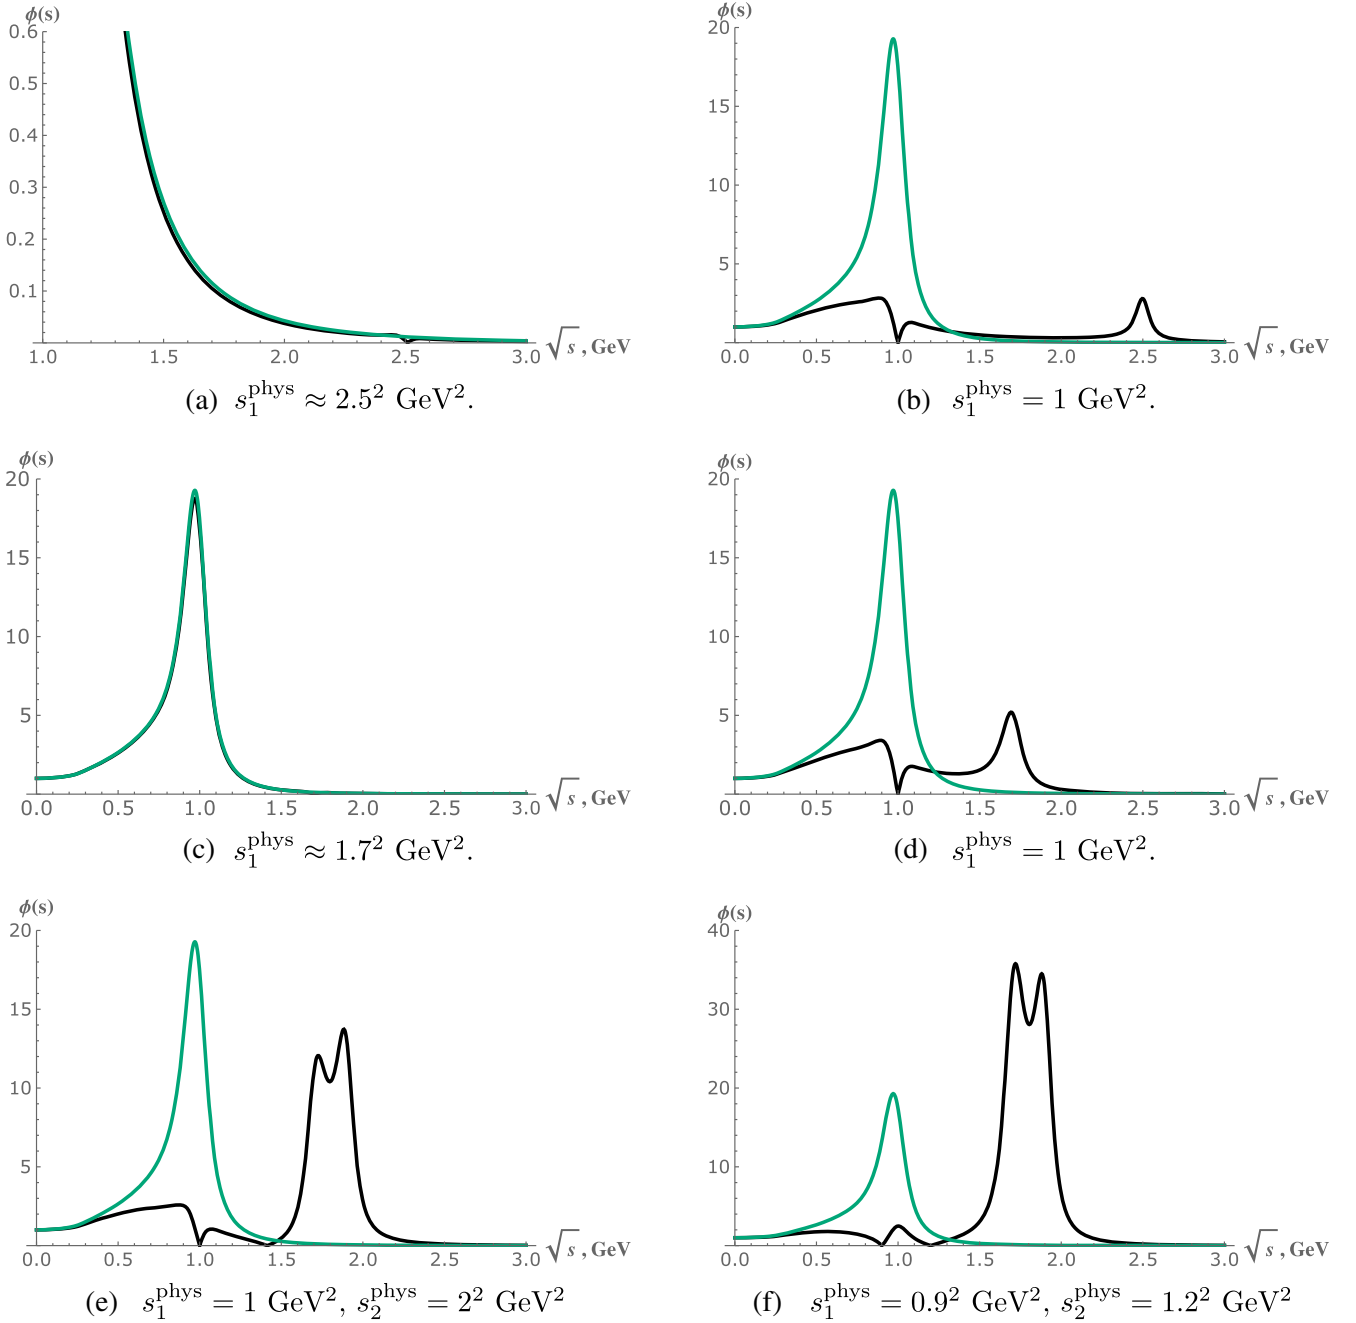 ϕ(s)
0.6
0.5
0.4
0.3
0.2
0.1
1.0 1.5 2.0 2.5 3.0 √s , GeV
(a) s₁^phys ≈ 2.5² GeV².
ϕ(s)
20
15
10
5
0.0 0.5 1.0 1.5 2.0 2.5 3.0 √s , GeV
(b) s₁^phys = 1 GeV².
ϕ(s)
20
15
10
5
0.0 0.5 1.0 1.5 2.0 2.5 3.0 √s , GeV
(c) s₁^phys ≈ 1.7² GeV².
ϕ(s)
20
15
10
5
0.0 0.5 1.0 1.5 2.0 2.5 3.0 √s , GeV
(d) s₁^phys = 1 GeV².
ϕ(s)
20
15
10
5
0.0 0.5 1.0 1.5 2.0 2.5 3.0 √s , GeV
(e) s₁^phys = 1 GeV², s₂^phys = 2² GeV²
ϕ(s)
40
30
20
10
0.0 0.5 1.0 1.5 2.0 2.5 3.0 √s , GeV
(f) s₁^phys = 0.9² GeV², s₂^phys = 1.2² GeV²